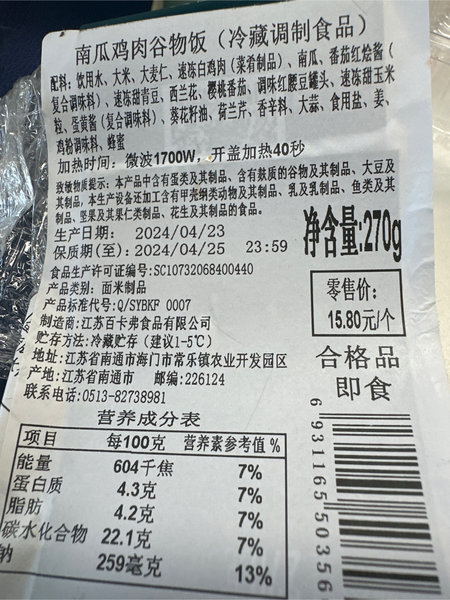 南瓜鸡肉谷物饭（冷藏调制食品）
配料：饮用水、大米、大麦仁、速冻白鸡肉（菜肴制品）、南瓜、番茄红烩酱（
复合调味料）、速冻甜青豆、西兰花、樱桃番茄、调味红腰豆罐头、速冻甜玉米
粒、蛋黄酱（复合调味料）、葵花籽油、荷兰芹、香辛料、大蒜、食用盐、姜、
鸡粉调味料、蜂蜜
加热时间：微波1700W，开盖加热40秒
致敏物质提示：本产品中含有蛋类及其制品、含有麸质的谷物及其制品、大豆及
其制品，本生产设备还加工含有甲壳纲类动物及其制品、乳及乳制品、鱼类及其
制品、坚果及其果仁类制品、花生及其制品的食品。
生产日期： 2024/04/23
保质期（至）：2024/04/25 23:59
净含量:270g
食品生产许可证编号：SC10732068400440
产品类别：面米制品
产品标准代号：Q/SYBKF 0007
制造商：江苏百卡弗食品有限公司
贮存方法：冷藏贮存（建议1-5℃）
地址：江苏省南通市海门市常乐镇农业开发园区
产地：江苏省南通市 邮编：226124
联系电话：0513-82738981
零售价：
15.80元/个
合格品
即食
营养成分表
项目 每100克 营养素参考值％
能量 604千焦 7%
蛋白质 4.3克 7%
脂肪 4.2克 7%
碳水化合物 22.1克 7%
钠 259毫克 13%
6 931165 50356